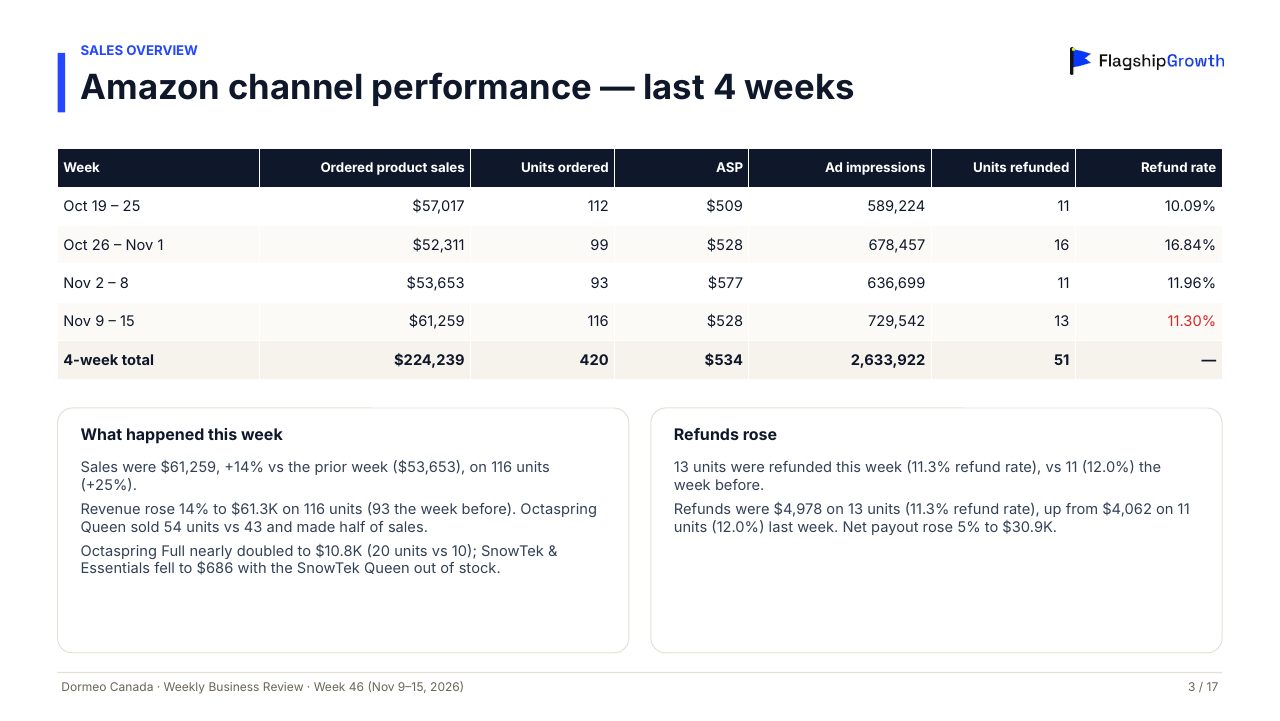 SALES OVERVIEW
Amazon channel performance — last 4 weeks
FlagshipGrowth
Week Ordered product sales Units ordered ASP Ad impressions Units refunded Refund rate
Oct 19 – 25 $57,017 112 $509 589,224 11 10.09%
Oct 26 – Nov 1 $52,311 99 $528 678,457 16 16.84%
Nov 2 – 8 $53,653 93 $577 636,699 11 11.96%
Nov 9 – 15 $61,259 116 $528 729,542 13 11.30%
4-week total $224,239 420 $534 2,633,922 51 —
What happened this week
Sales were $61,259, +14% vs the prior week ($53,653), on 116 units
(+25%).
Revenue rose 14% to $61.3K on 116 units (93 the week before). Octaspring
Queen sold 54 units vs 43 and made half of sales.
Octaspring Full nearly doubled to $10.8K (20 units vs 10); SnowTek &
Essentials fell to $686 with the SnowTek Queen out of stock.
Refunds rose
13 units were refunded this week (11.3% refund rate), vs 11 (12.0%) the
week before.
Refunds were $4,978 on 13 units (11.3% refund rate), up from $4,062 on 11
units (12.0%) last week. Net payout rose 5% to $30.9K.
Dormeo Canada · Weekly Business Review · Week 46 (Nov 9–15, 2026)
3 / 17